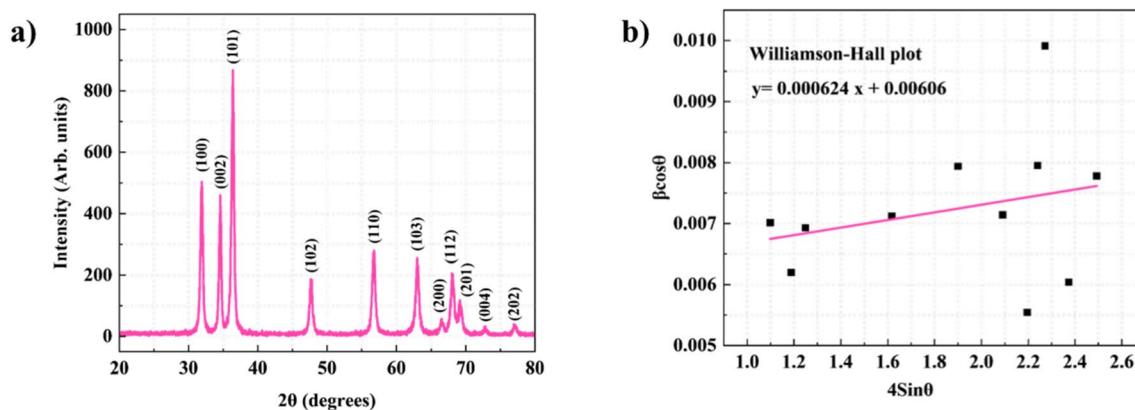 a)
1000
800
600
400
200
0
Intensity (Arb. units)
(100)
(002)
(101)
(102)
(110)
(103)
(200)
(112)
(201)
(004)
(202)
20 30 40 50 60 70 80
2θ (degrees)
b)
Williamson-Hall plot
y= 0.000624 x + 0.00606
0.010
0.009
0.008
0.007
0.006
0.005
βcosθ
1.0 1.2 1.4 1.6 1.8 2.0 2.2 2.4 2.6
4Sinθ